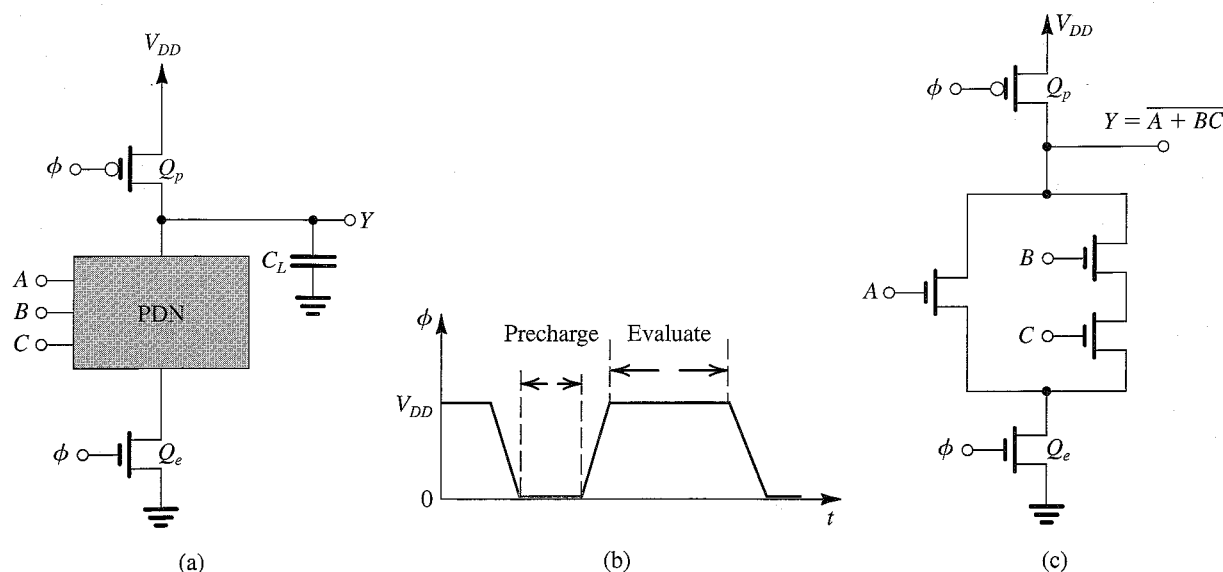 V_DD
φ
Q_p
Y
C_L
A
B
C
PDN
φ
Q_e
(a)
φ
Precharge
Evaluate
V_DD
0
t
(b)
V_DD
φ
Q_p
Y = \overline{A + BC}
B
A
C
φ
Q_e
(c)